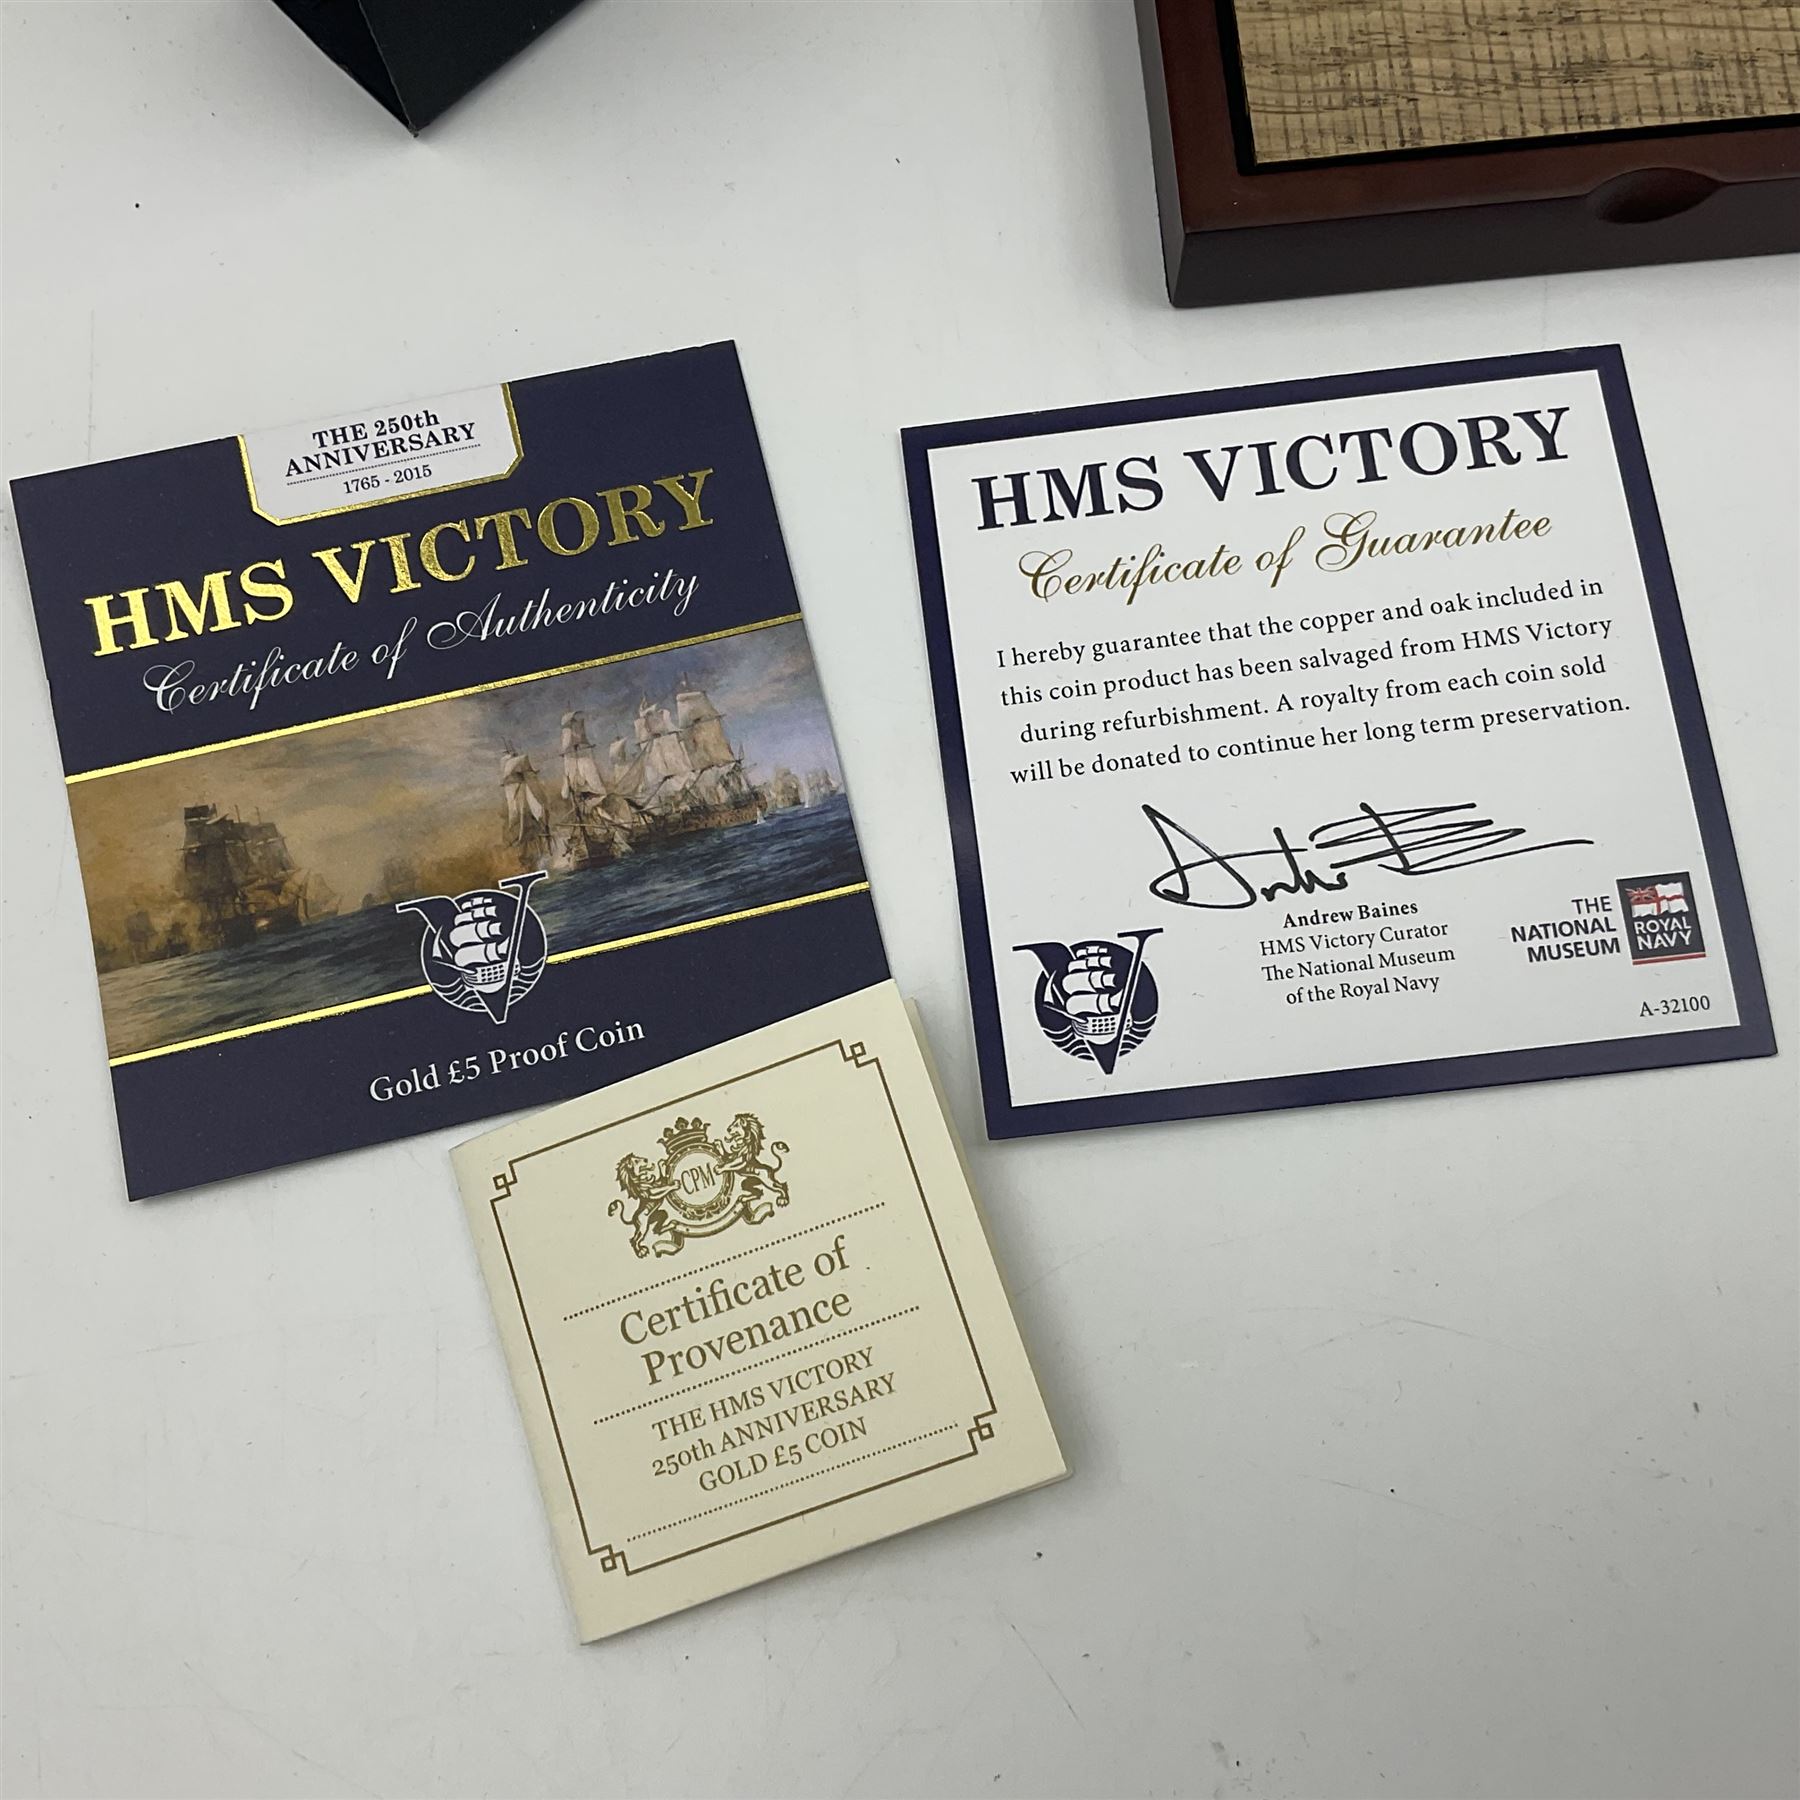 THE 250th
ANNIVERSARY
1765 - 2015
HMS VICTORY
Certificate of Authenticity
Gold £5 Proof Coin
HMS VICTORY
Certificate of Guarantee
I hereby guarantee that the copper and oak included in
this coin product has been salvaged from HMS Victory
during refurbishment. A royalty from each coin sold
will be donated to continue her long term preservation.
Andrew Baines
HMS Victory Curator
The National Museum
of the Royal Navy
THE
NATIONAL
MUSEUM
ROYAL
NAVY
A-32100
CPM
Certificate of
Provenance
THE HMS VICTORY
250th ANNIVERSARY
GOLD £5 COIN